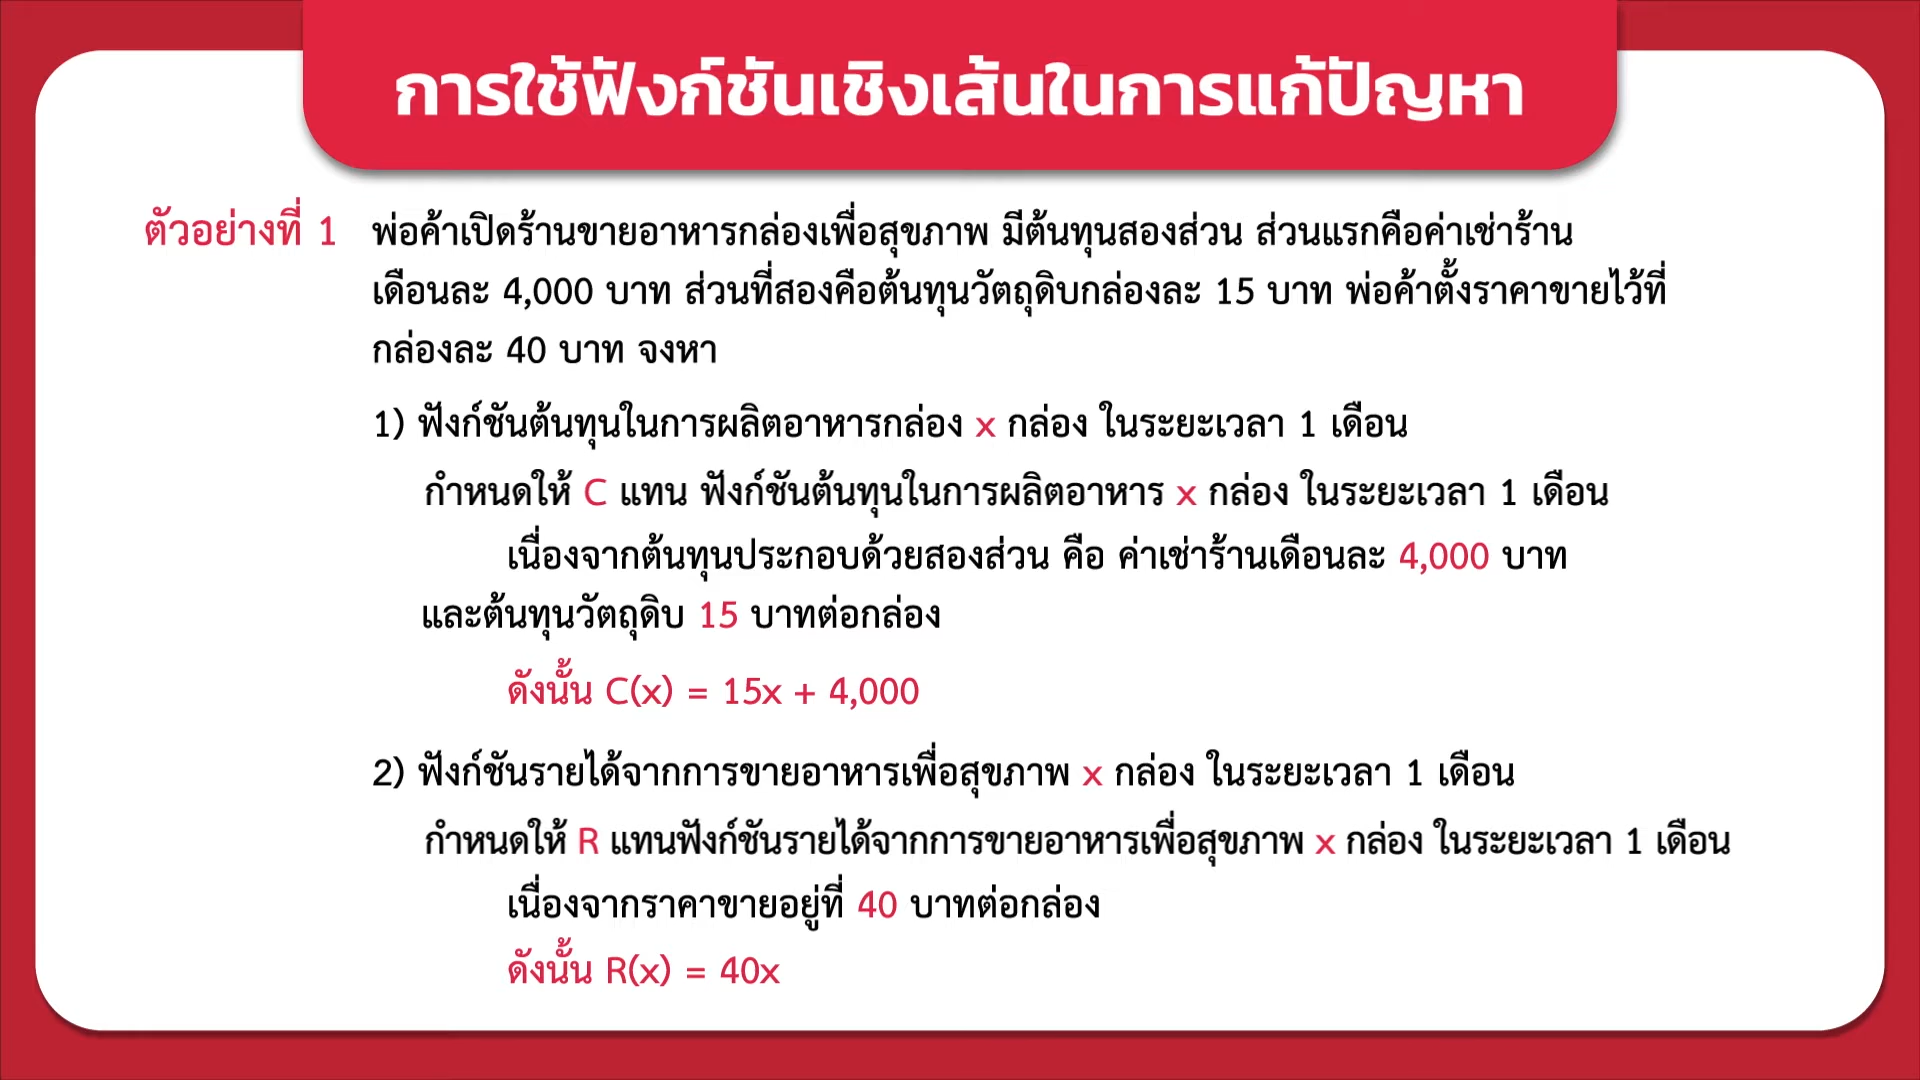 การใช้ฟังก์ชันเชิงเส้นในการแก้ปัญหา
ตัวอย่างที่ 1 พ่อค้าเปิดร้านขายอาหารกล่องเพื่อสุขภาพ มีต้นทุนสองส่วน ส่วนแรกคือค่าเช่าร้าน
เดือนละ 4,000 บาท ส่วนที่สองคือต้นทุนวัตถุดิบกล่องละ 15 บาท พ่อค้าตั้งราคาขายไว้ที่
กล่องละ 40 บาท จงหา
1) ฟังก์ชันต้นทุนในการผลิตอาหารกล่อง x กล่อง ในระยะเวลา 1 เดือน
กำหนดให้ C แทน ฟังก์ชันต้นทุนในการผลิตอาหาร x กล่อง ในระยะเวลา 1 เดือน
เนื่องจากต้นทุนประกอบด้วยสองส่วน คือ ค่าเช่าร้านเดือนละ 4,000 บาท
และต้นทุนวัตถุดิบ 15 บาทต่อกล่อง
ดังนั้น C(x) = 15x + 4,000
2) ฟังก์ชันรายได้จากการขายอาหารเพื่อสุขภาพ x กล่อง ในระยะเวลา 1 เดือน
กำหนดให้ R แทนฟังก์ชันรายได้จากการขายอาหารเพื่อสุขภาพ x กล่อง ในระยะเวลา 1 เดือน
เนื่องจากราคาขายอยู่ที่ 40 บาทต่อกล่อง
ดังนั้น R(x) = 40x